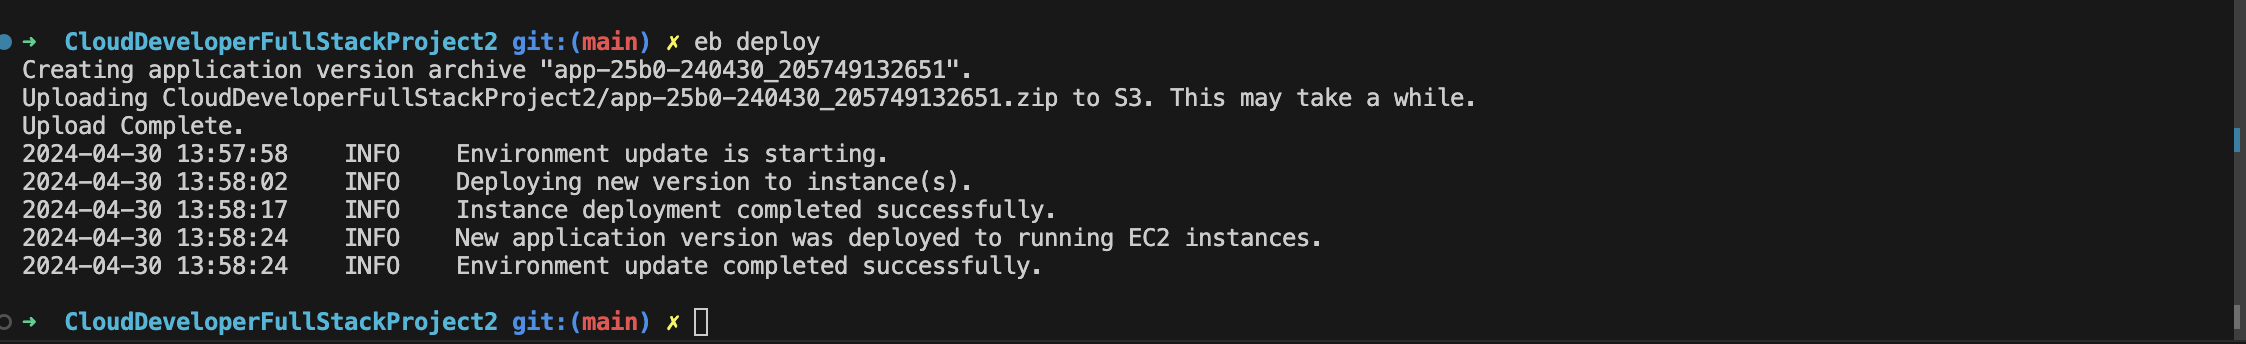 ➜  CloudDeveloperFullStackProject2 git:(main) ✗ eb deploy
Creating application version archive "app-25b0-240430_205749132651".
Uploading CloudDeveloperFullStackProject2/app-25b0-240430_205749132651.zip to S3. This may take a while.
Upload Complete.
2024-04-30 13:57:58    INFO    Environment update is starting.
2024-04-30 13:58:02    INFO    Deploying new version to instance(s).
2024-04-30 13:58:17    INFO    Instance deployment completed successfully.
2024-04-30 13:58:24    INFO    New application version was deployed to running EC2 instances.
2024-04-30 13:58:24    INFO    Environment update completed successfully.
➜  CloudDeveloperFullStackProject2 git:(main) ✗